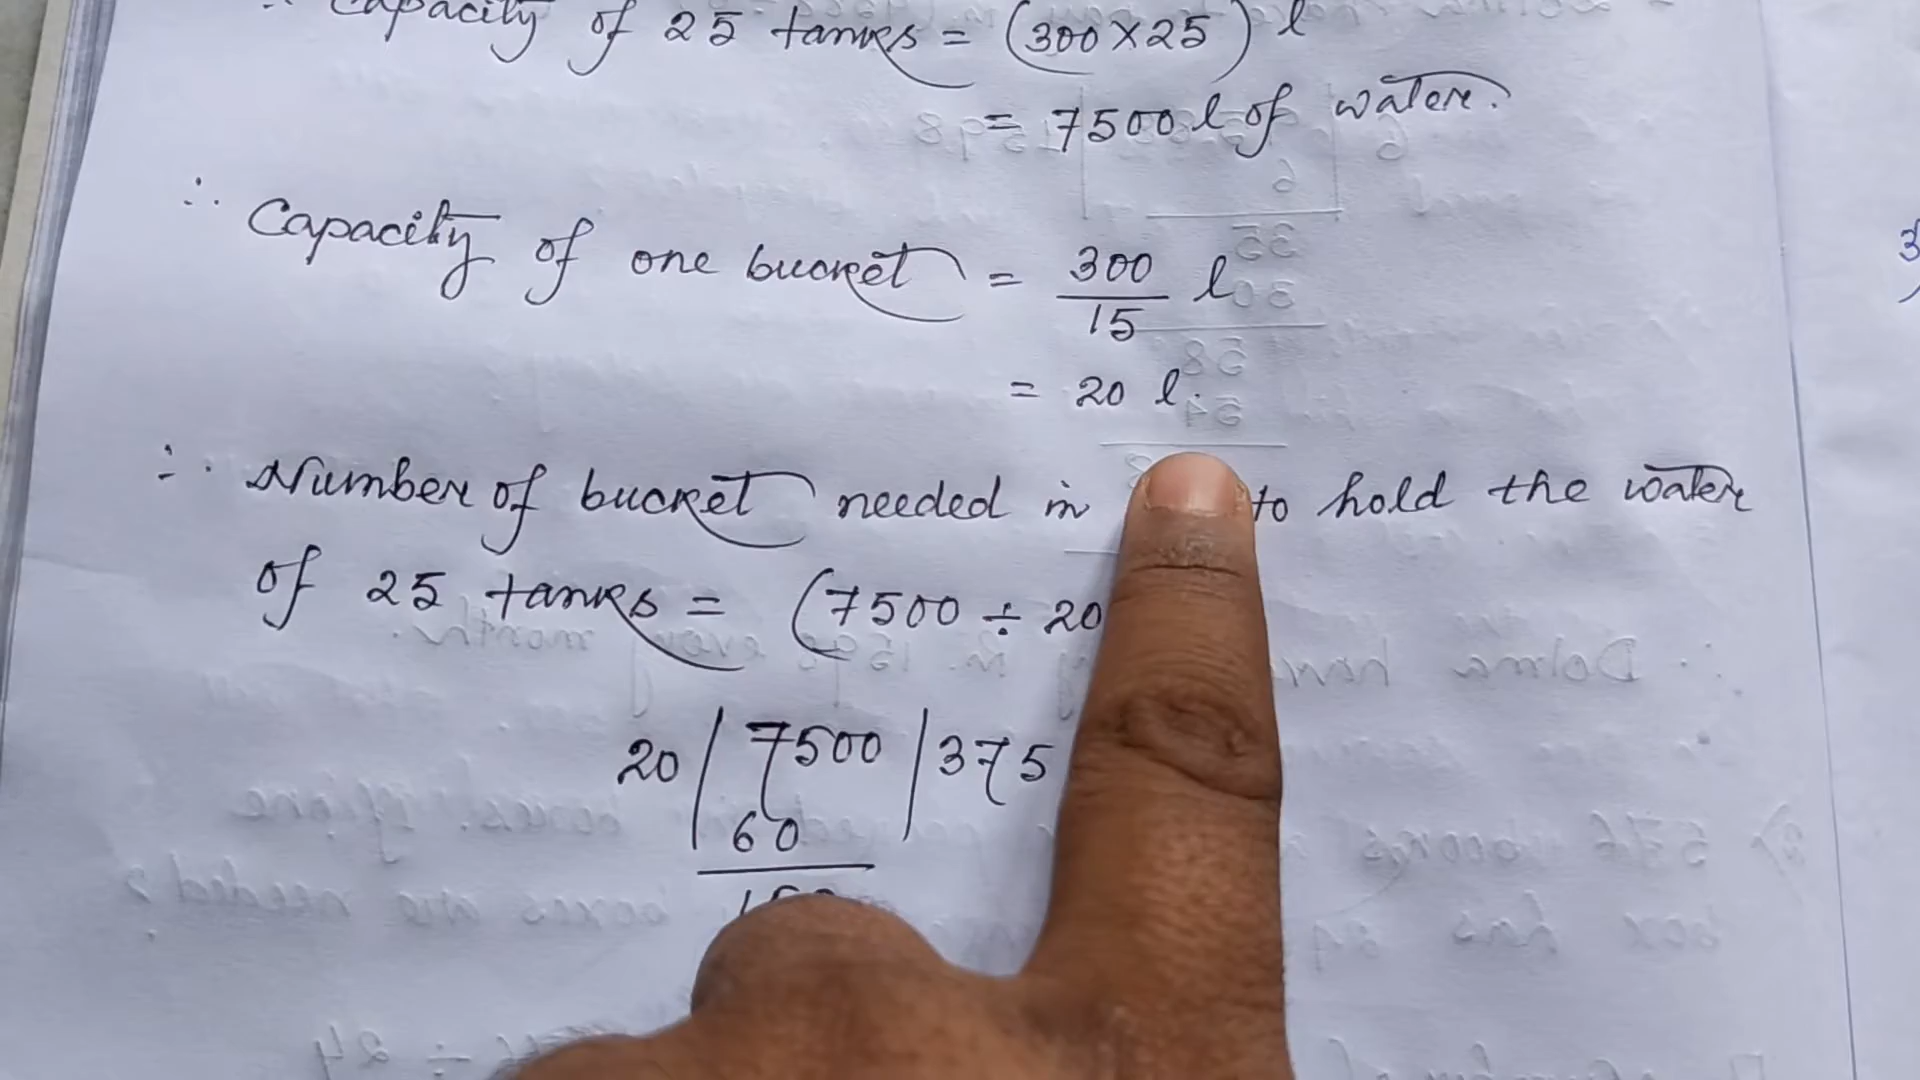 ∴ Capacity of 25 tanks = (300 × 25) l
= 7500 l of water.
∴ Capacity of one bucket = 300/15 l
= 20 l.
∴ Number of bucket needed in to hold the water
of 25 tanks = (7500 ÷ 20
20 | 7500 | 375
60